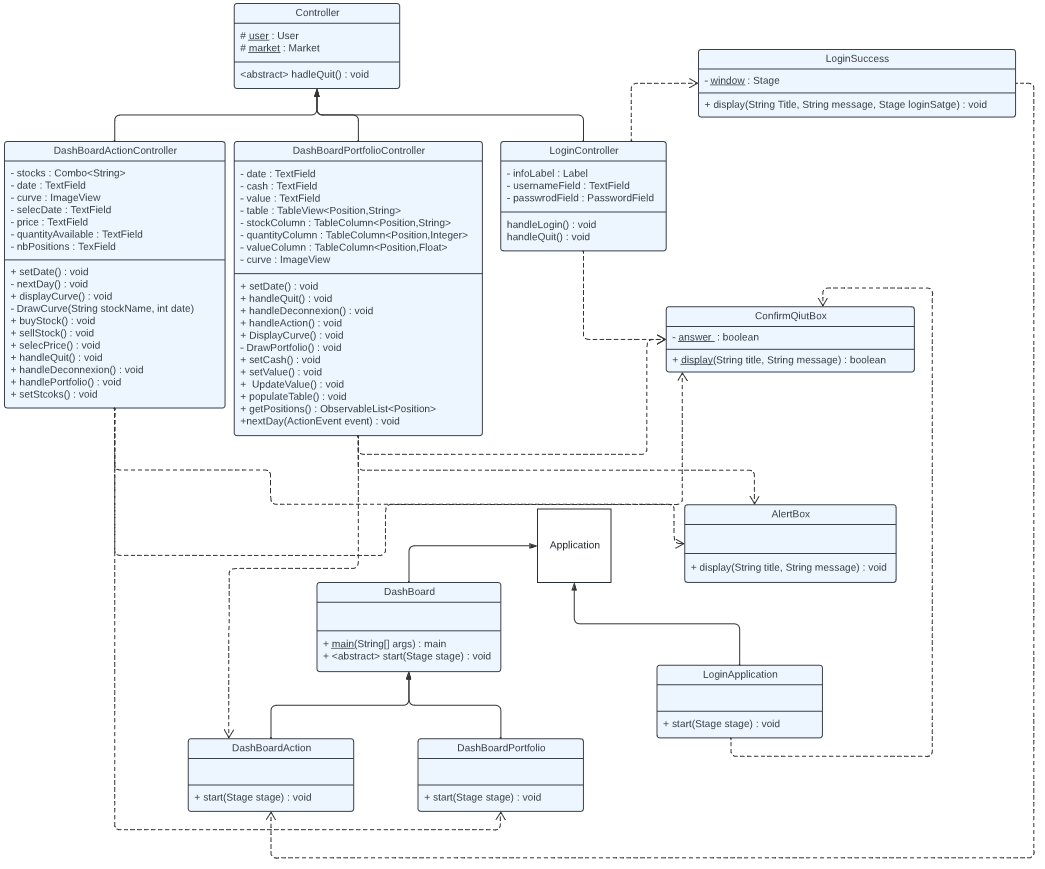 Controller
# user : User
# market : Market
<abstract> hadleQuit() : void
LoginSuccess
- window : Stage
+ display(String Title, String message, Stage loginSatge) : void
DashBoardActionController
- stocks : Combo<String>
- date : TextField
- curve : ImageView
- selecDate : TextField
- price : TextField
- quantityAvailable : TextField
- nbPositions : TexField
+ setDate() : void
- nextDay() : void
+ displayCurve() : void
- DrawCurve(String stockName, int date)
+ buyStock() : void
+ sellStock() : void
+ selecPrice() : void
+ handleQuit() : void
+ handleDeconnexion() : void
+ handlePortfolio() : void
+ setStcoks() : void
DashBoardPortfolioController
- date : TextField
- cash : TextField
- value : TextField
- table : TableView<Position,String>
- stockColumn : TableColumn<Position,String>
- quantityColumn : TableColumn<Position,Integer>
- valueColumn : TableColumn<Position,Float>
- curve : ImageView
+ setDate() : void
+ handleQuit() : void
+ handleDeconnexion() : void
+ handleAction() : void
+ DisplayCurve() : void
- DrawPortfolio() : void
+ setCash() : void
+ setValue() : void
+ UpdateValue() : void
+ populateTable() : void
+ getPositions() : ObservableList<Position>
+nextDay(ActionEvent event) : void
LoginController
- infoLabel : Label
- usernameField : TextField
- passwrodField : PasswordField
handleLogin() : void
handleQuit() : void
ConfirmQiutBox
- answer : boolean
+ display(String title, String message) : boolean
AlertBox
+ display(String title, String message) : void
Application
DashBoard
+ main(String[] args) : main
+ <abstract> start(Stage stage) : void
LoginApplication
+ start(Stage stage) : void
DashBoardAction
+ start(Stage stage) : void
DashBoardPortfolio
+ start(Stage stage) : void